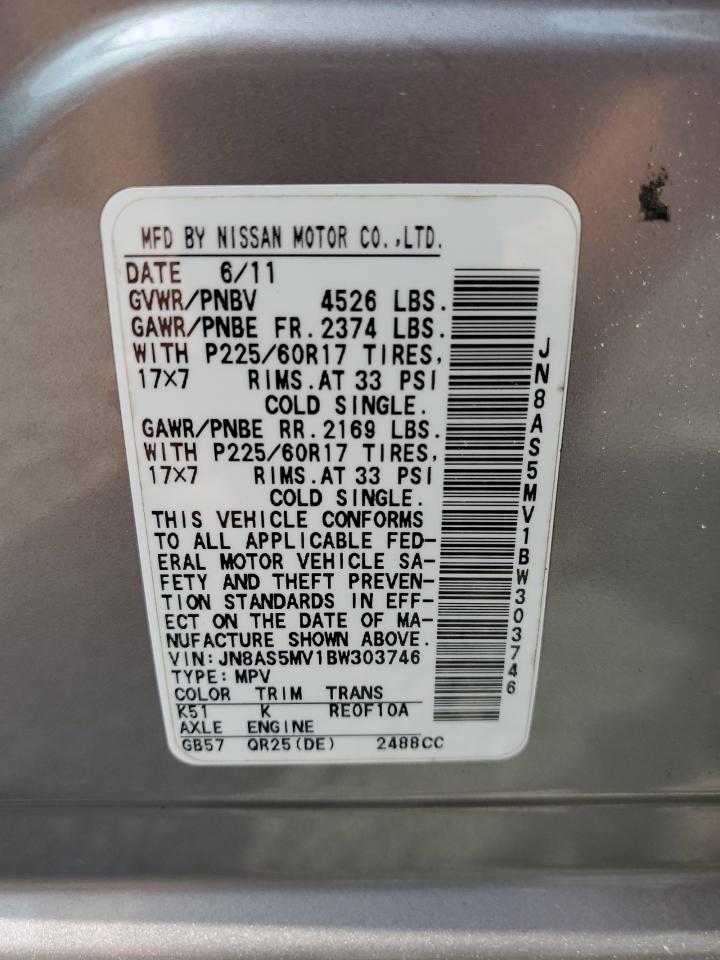 MFD BY NISSAN MOTOR CO.,LTD.
DATE 6/11
GVWR/PNBV 4526 LBS.
GAWR/PNBE FR. 2374 LBS.
WITH P225/60R17 TIRES,
17×7 RIMS.AT 33 PSI
COLD SINGLE.
GAWR/PNBE RR. 2169 LBS.
WITH P225/60R17 TIRES,
17×7 RIMS.AT 33 PSI
COLD SINGLE.
THIS VEHICLE CONFORMS
TO ALL APPLICABLE FED-
ERAL MOTOR VEHICLE SA-
FETY AND THEFT PREVEN-
TION STANDARDS IN EFF-
ECT ON THE DATE OF MA-
NUFACTURE SHOWN ABOVE.
VIN:JN8AS5MV1BW303746
TYPE: MPV
COLOR TRIM TRANS
K51 K RE0F10A
AXLE ENGINE
GB57 QR25(DE) 2488CC
JN8AS5MV1BW303746